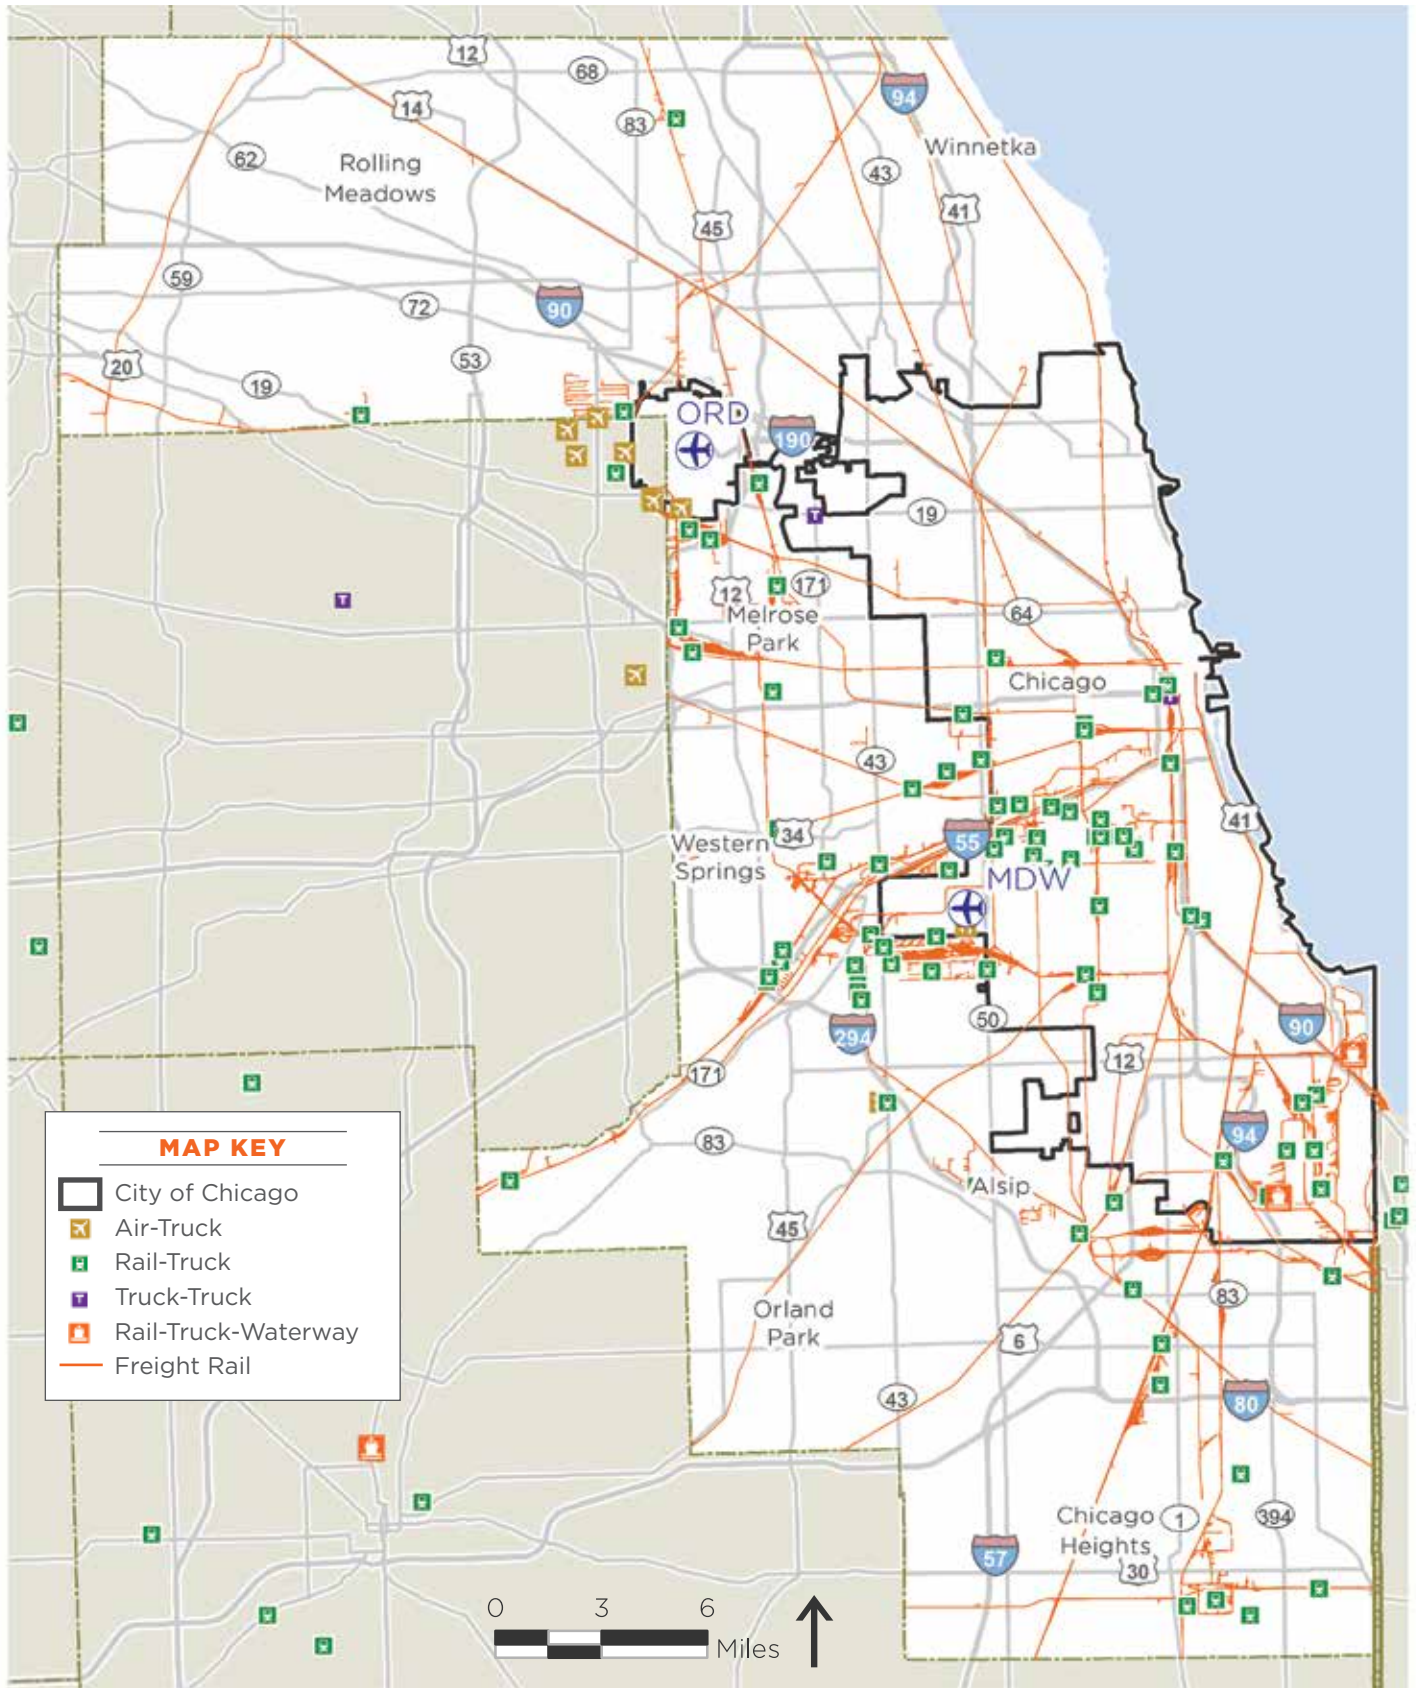 12
68
94
14
83
Winnetka
62
Rolling
Meadows
43
41
45
59
72
90
20
53
19
ORD
190
19
12
171
64
Melrose
Park
Chicago
43
41
34
55
Western
Springs
MDW
50
90
294
12
171
94
83
MAP KEY
City of Chicago
Air-Truck
Rail-Truck
Truck-Truck
Rail-Truck-Waterway
Freight Rail
Alsip
45
83
Orland
Park
6
43
80
Chicago
Heights
1
394
57
30
0 3 6
Miles